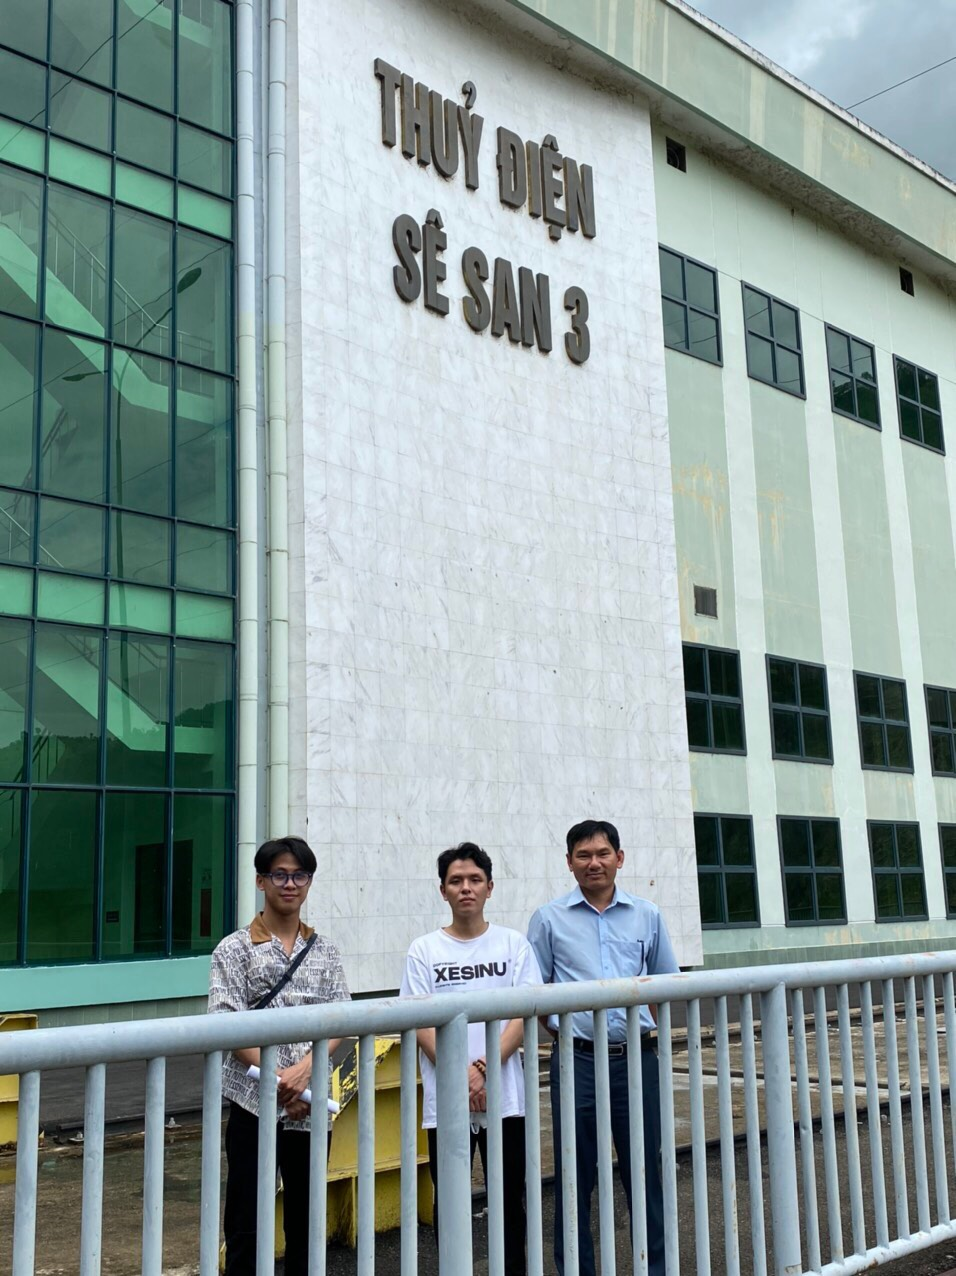 THUỶ ĐIỆN
SÊ SAN 3
XESINU